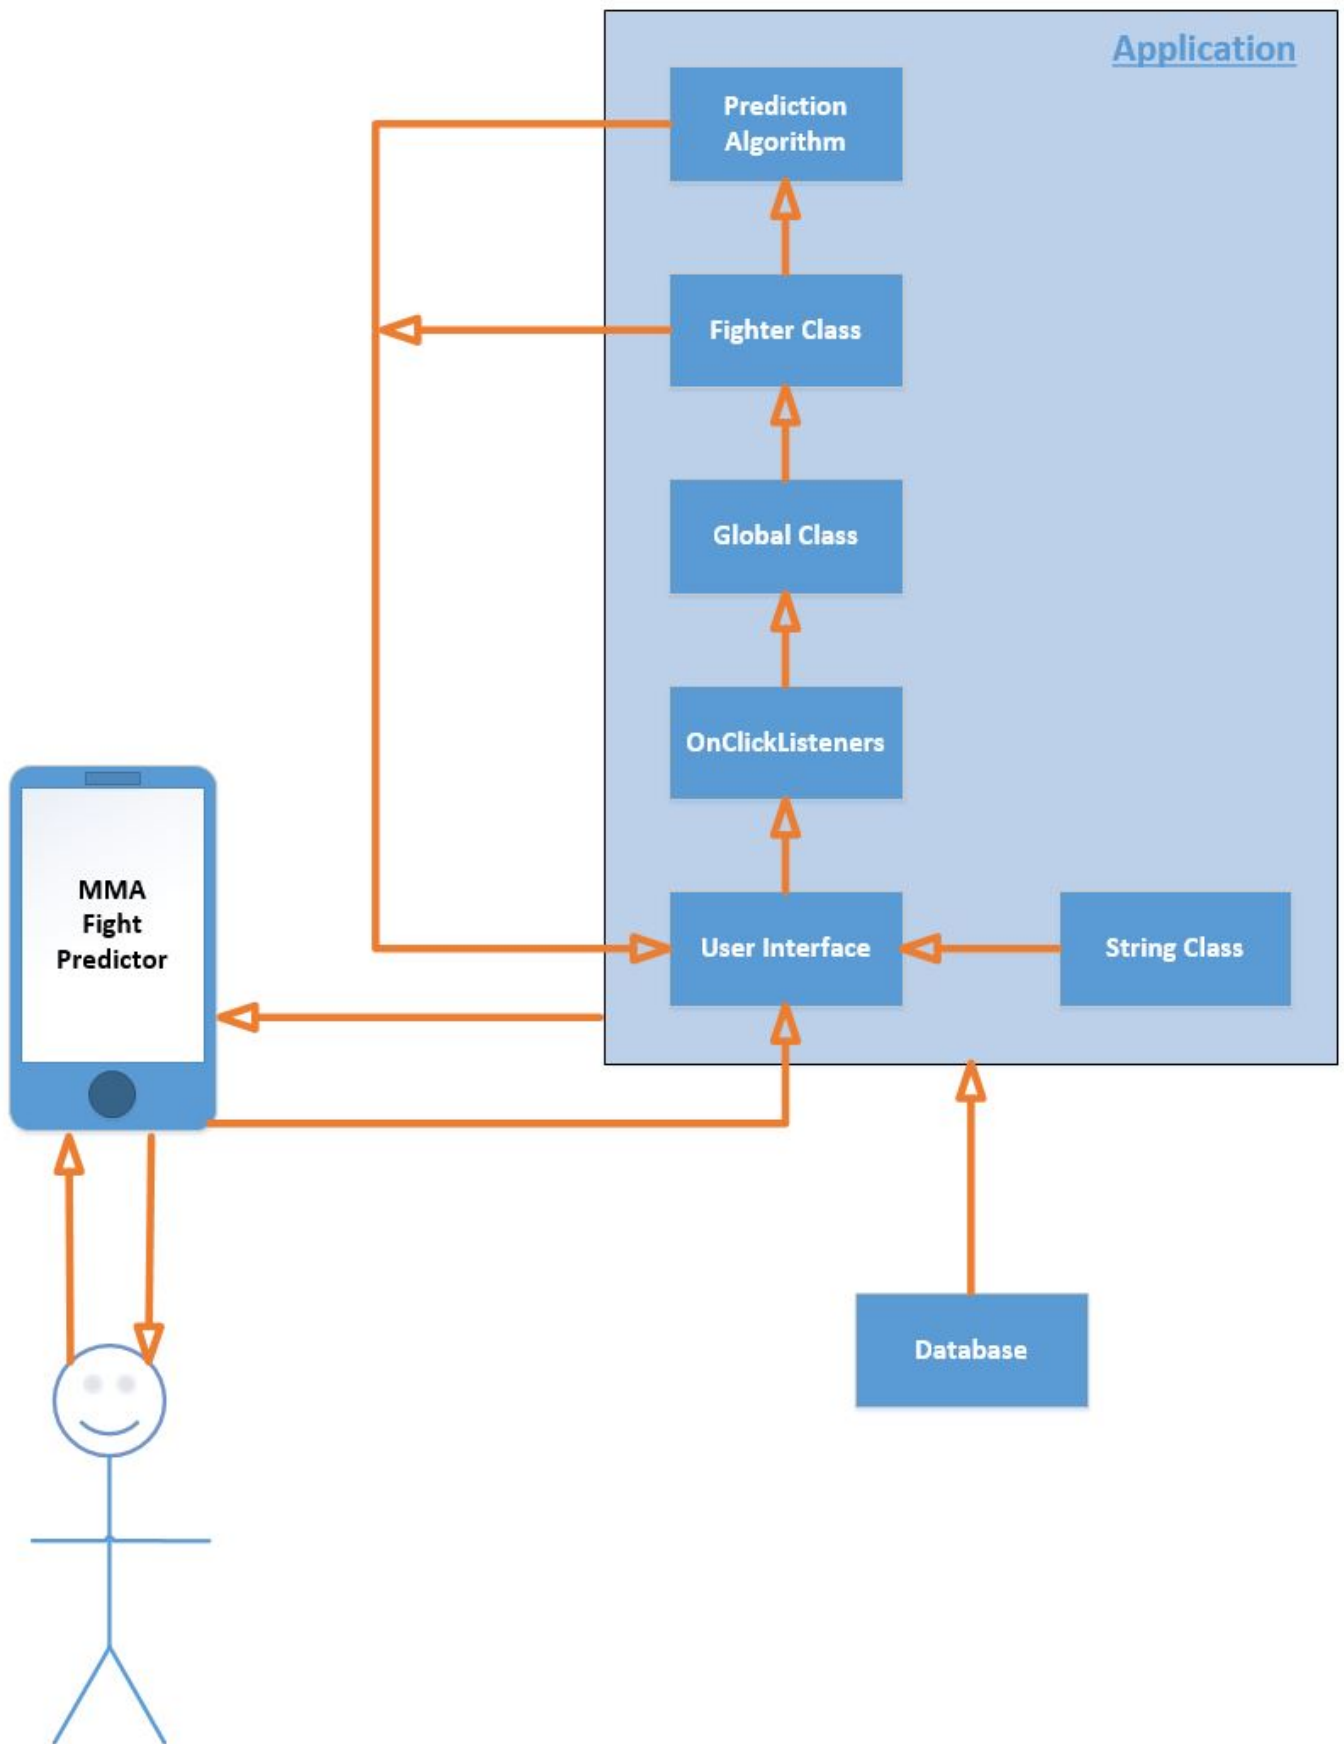 Application
Prediction
Algorithm
Fighter Class
Global Class
OnClickListeners
MMA
Fight
Predictor
User Interface
String Class
Database